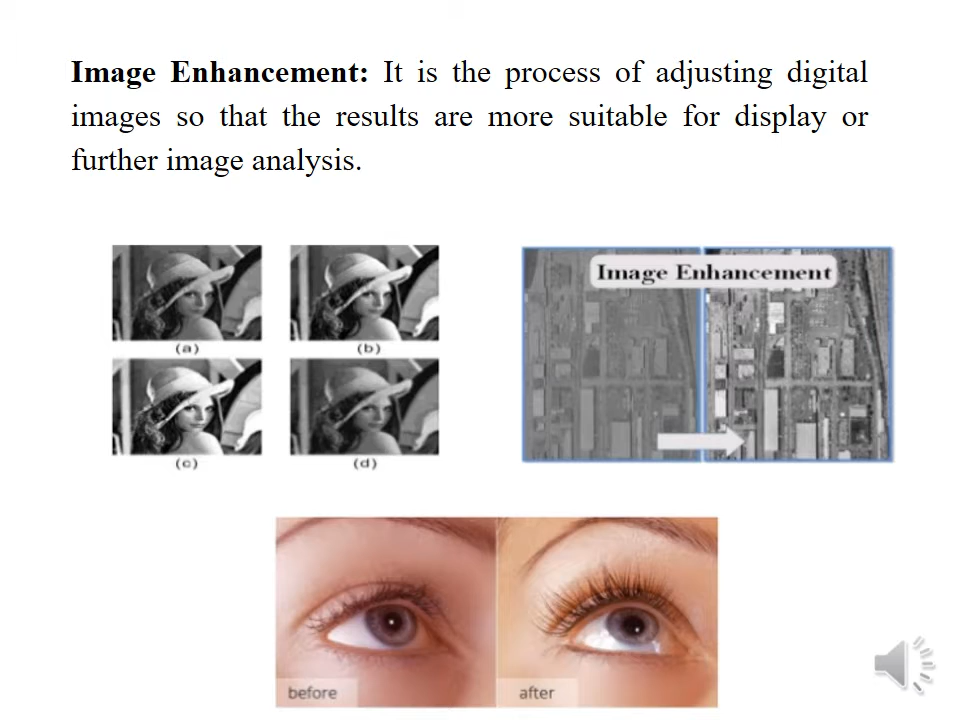 Image Enhancement: It is the process of adjusting digital
images so that the results are more suitable for display or
further image analysis.
(a)
(b)
(c)
(d)
Image Enhancement
before
after